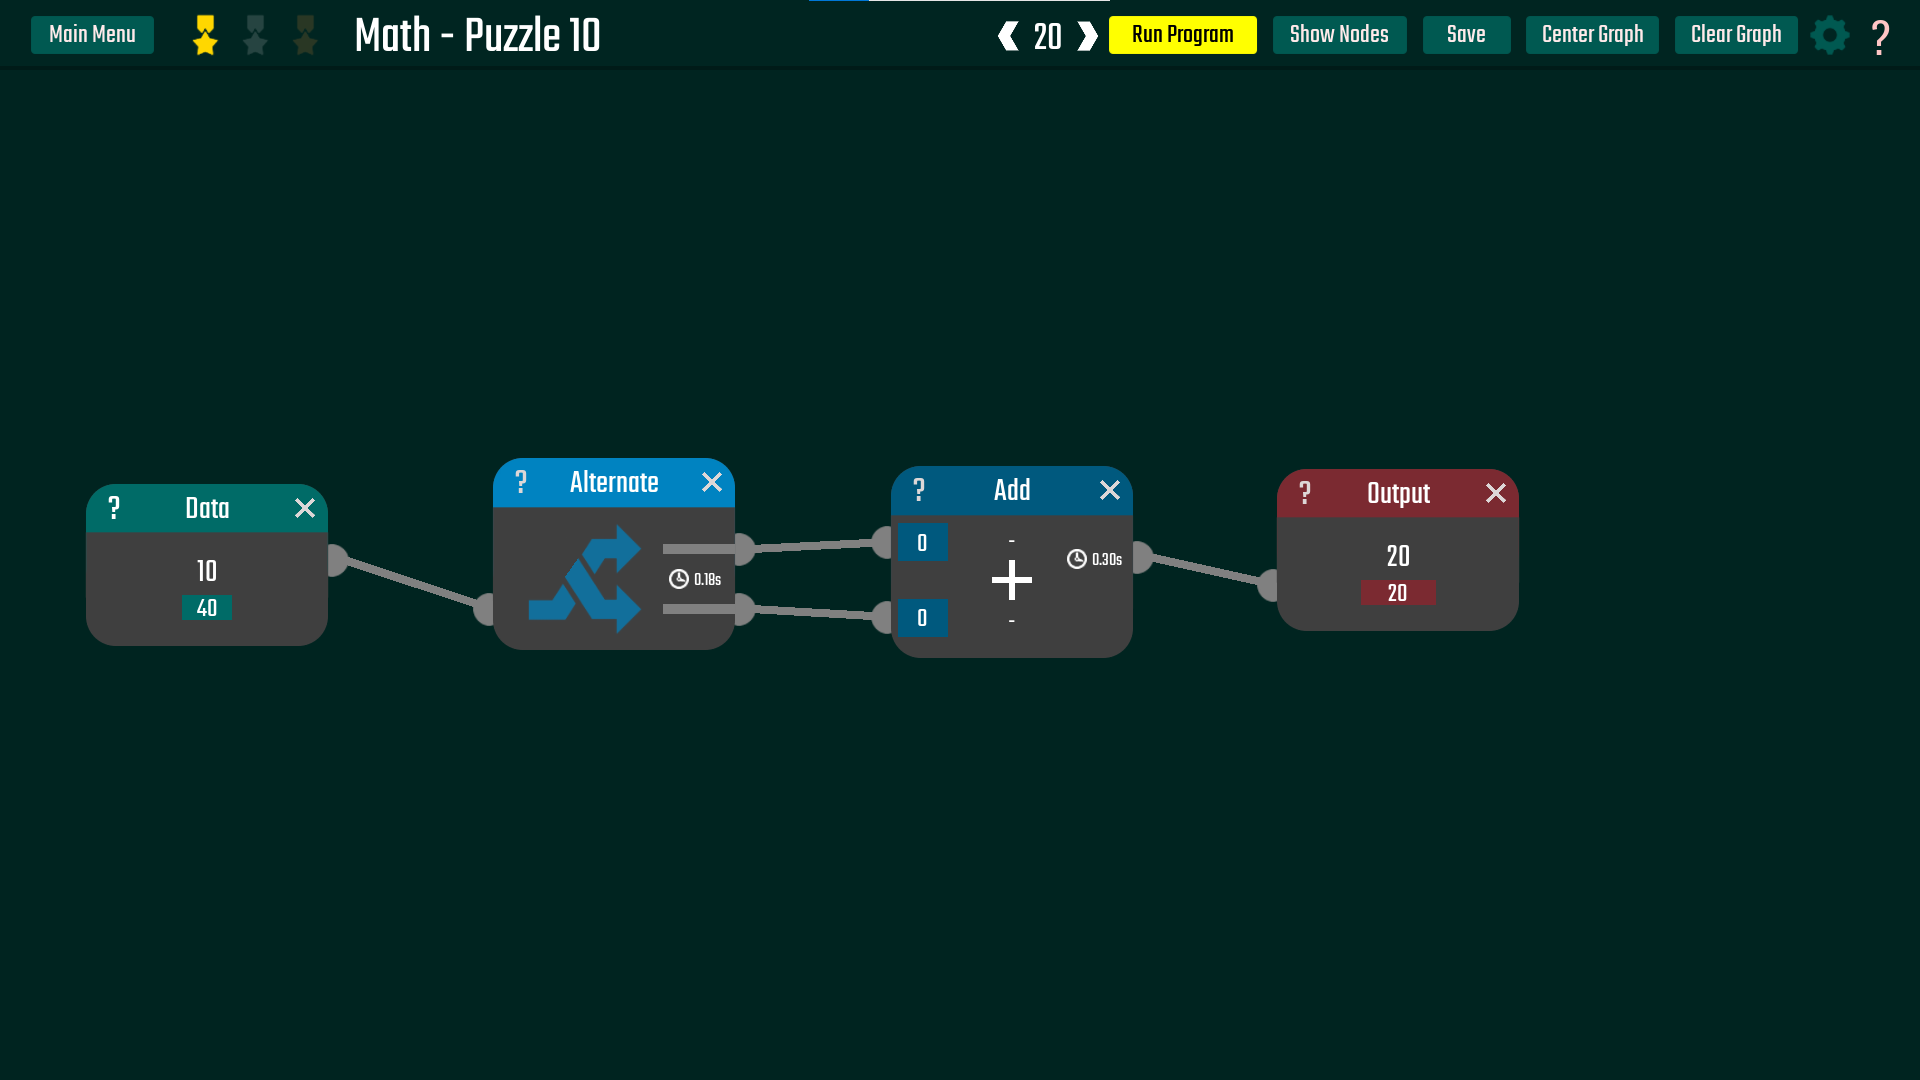 Main Menu
Math - Puzzle 10
20
Run Program
Show Nodes
Save
Center Graph
Clear Graph
?
? Data
10
40
? Alternate
0.18s
? Add
0
-
0.30s
0
-
? Output
20
20